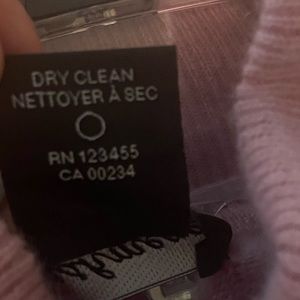 DRY CLEAN
NETTOYER À SEC
RN 123455
CA 00234